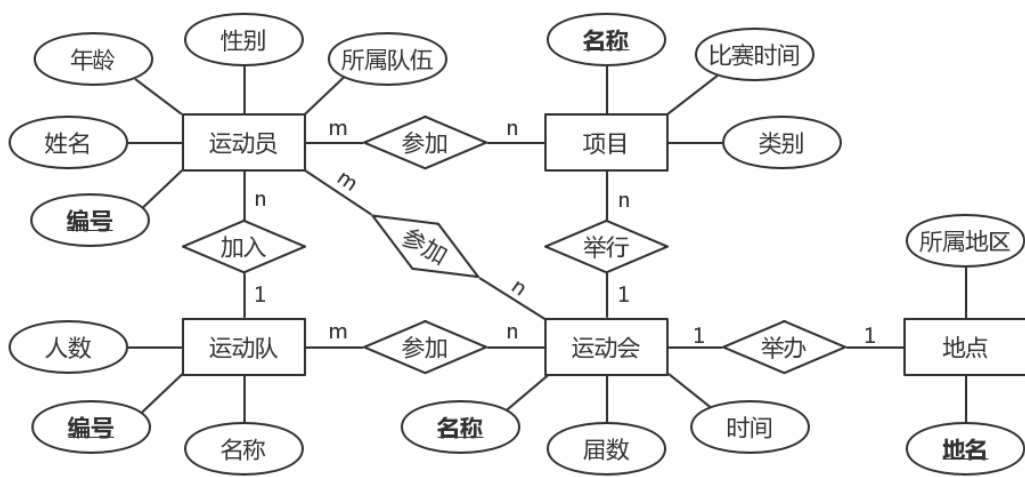 性别
名称
年龄
所属队伍
比赛时间
姓名
运动员
m
参加
n
项目
类别
编号
n
m
n
加入
参加
举行
所属地区
1
n
1
人数
运动队
m
参加
n
运动会
1
举办
1
地点
编号
名称
名称
届数
时间
地名